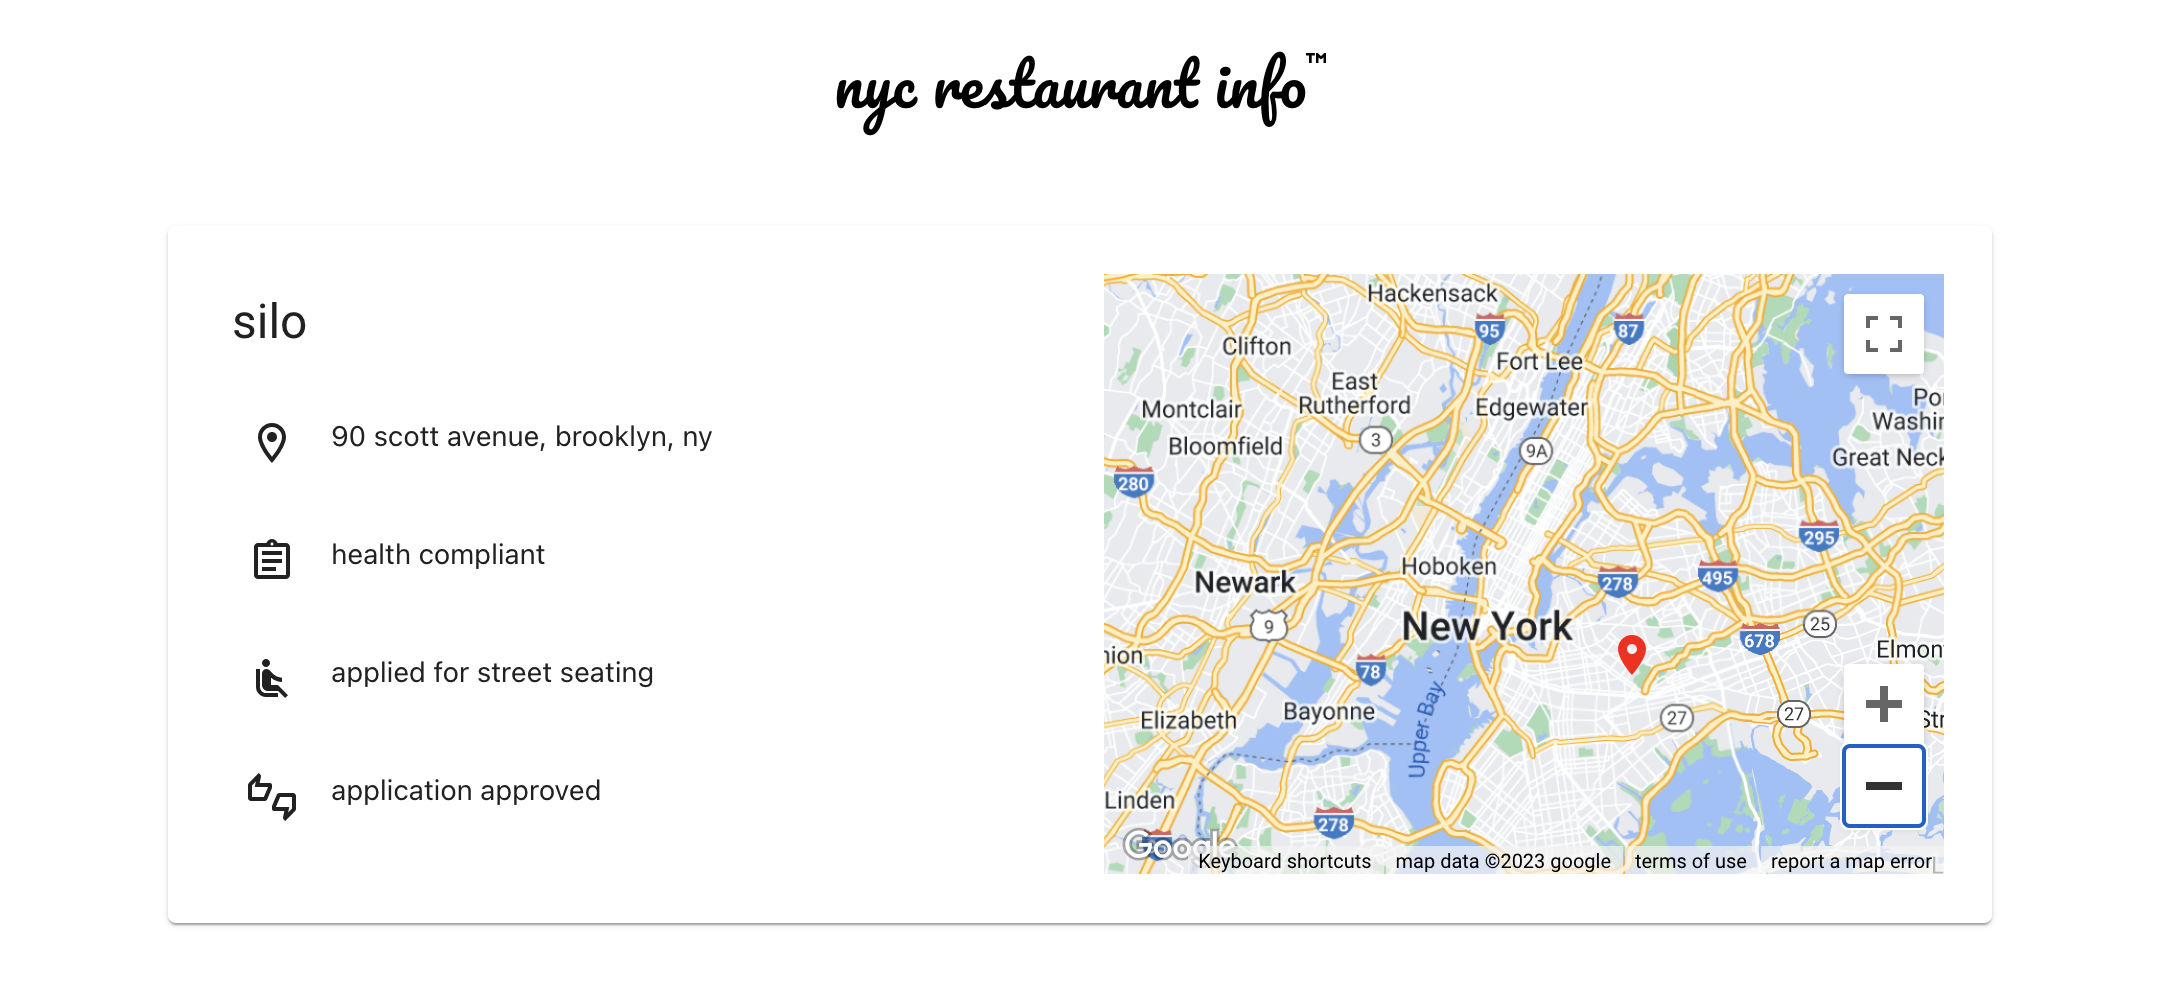 nyc restaurant info™
silo
90 scott avenue, brooklyn, ny
health compliant
applied for street seating
application approved
Hackensack
95
87
Clifton
Fort Lee
East
Rutherford
Montclair
Edgewater
Bloomfield
3
9A
Washin
Great Neck
280
295
Hoboken
Newark
278
495
9
New York
25
678
Elmon
nion
78
Elizabeth
Bayonne
27
27
Str
Upper Bay
Linden
278
Google
Keyboard shortcuts
map data ©2023 google
terms of use
report a map error